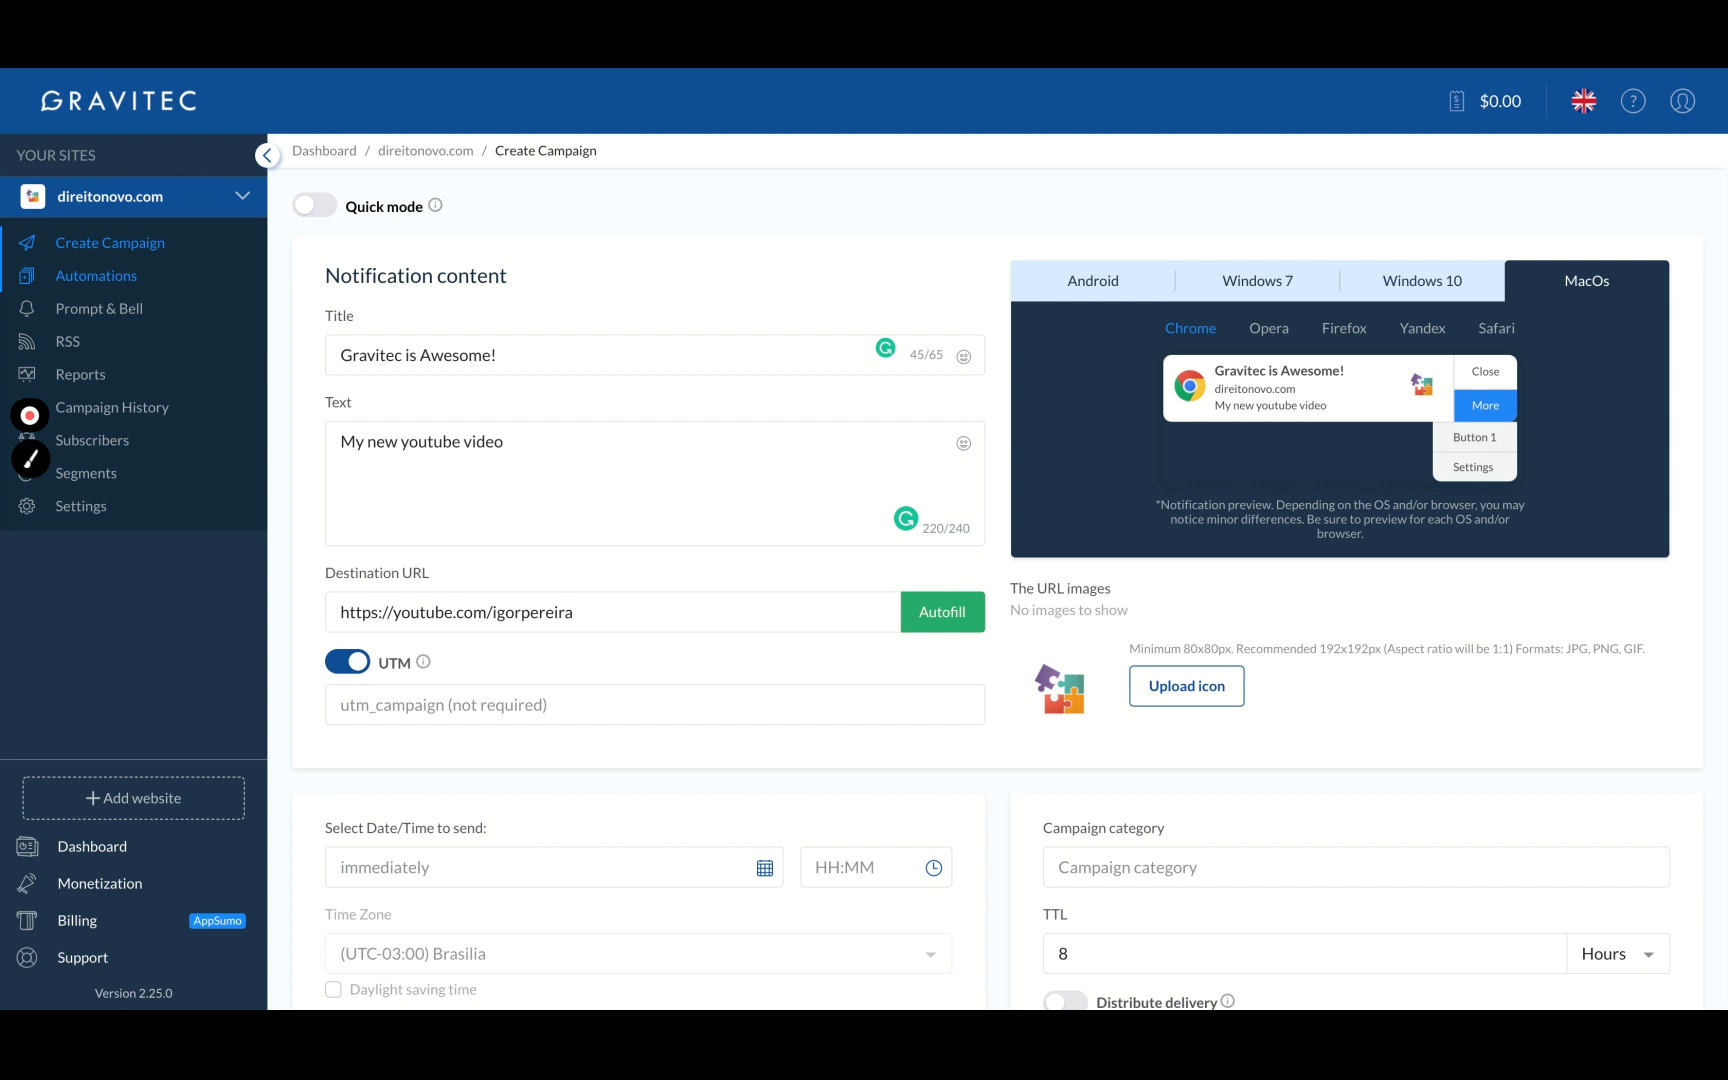 GRAVITEC
$0.00
?
YOUR SITES
direitonovo.com
Create Campaign
Automations
Prompt & Bell
RSS
Reports
Campaign History
Subscribers
Segments
Settings
Add website
Dashboard
Monetization
Billing
AppSumo
Support
Version 2.25.0
Dashboard / direitonovo.com / Create Campaign
Quick mode
Notification content
Title
Gravitec is Awesome!
45/65
Text
My new youtube video
220/240
Destination URL
https://youtube.com/igorpereira
Autofill
UTM
utm_campaign (not required)
Android
Windows 7
Windows 10
MacOs
Chrome
Opera
Firefox
Yandex
Safari
Gravitec is Awesome!
direitonovo.com
My new youtube video
Close
More
Button 1
Settings
*Notification preview. Depending on the OS and/or browser, you may
notice minor differences. Be sure to preview for each OS and/or
browser.
The URL images
No images to show
Minimum 80x80px. Recommended 192x192px (Aspect ratio will be 1:1) Formats: JPG, PNG, GIF.
Upload icon
Select Date/Time to send:
immediately
HH:MM
Time Zone
(UTC-03:00) Brasilia
Daylight saving time
Campaign category
Campaign category
TTL
8
Hours
Distribute delivery